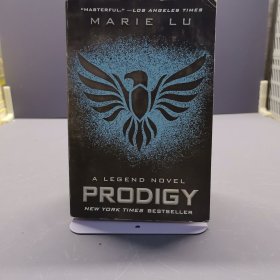 "MASTERFUL." —LOS ANGELES TIMES
MARIE LU
A LEGEND NOVEL
PRODIGY
NEW YORK TIMES BESTSELLER